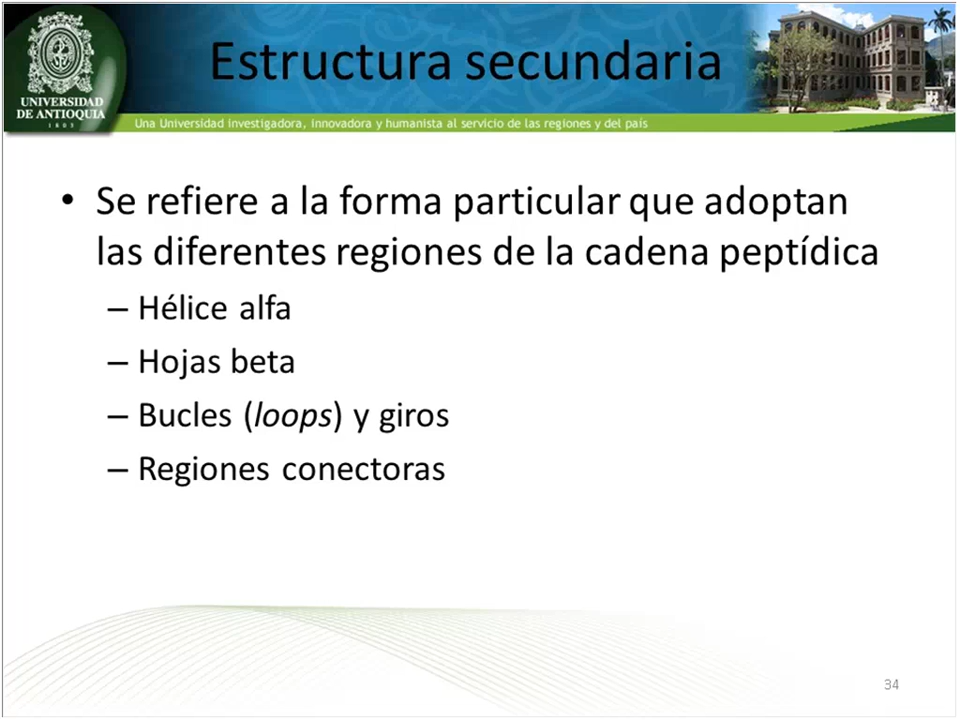 Estructura secundaria
UNIVERSIDAD
DE ANTIOQUIA
1803
Una Universidad investigadora, innovadora y humanista al servicio de las regiones y del país
• Se refiere a la forma particular que adoptan
las diferentes regiones de la cadena peptídica
– Hélice alfa
– Hojas beta
– Bucles (loops) y giros
– Regiones conectoras
34